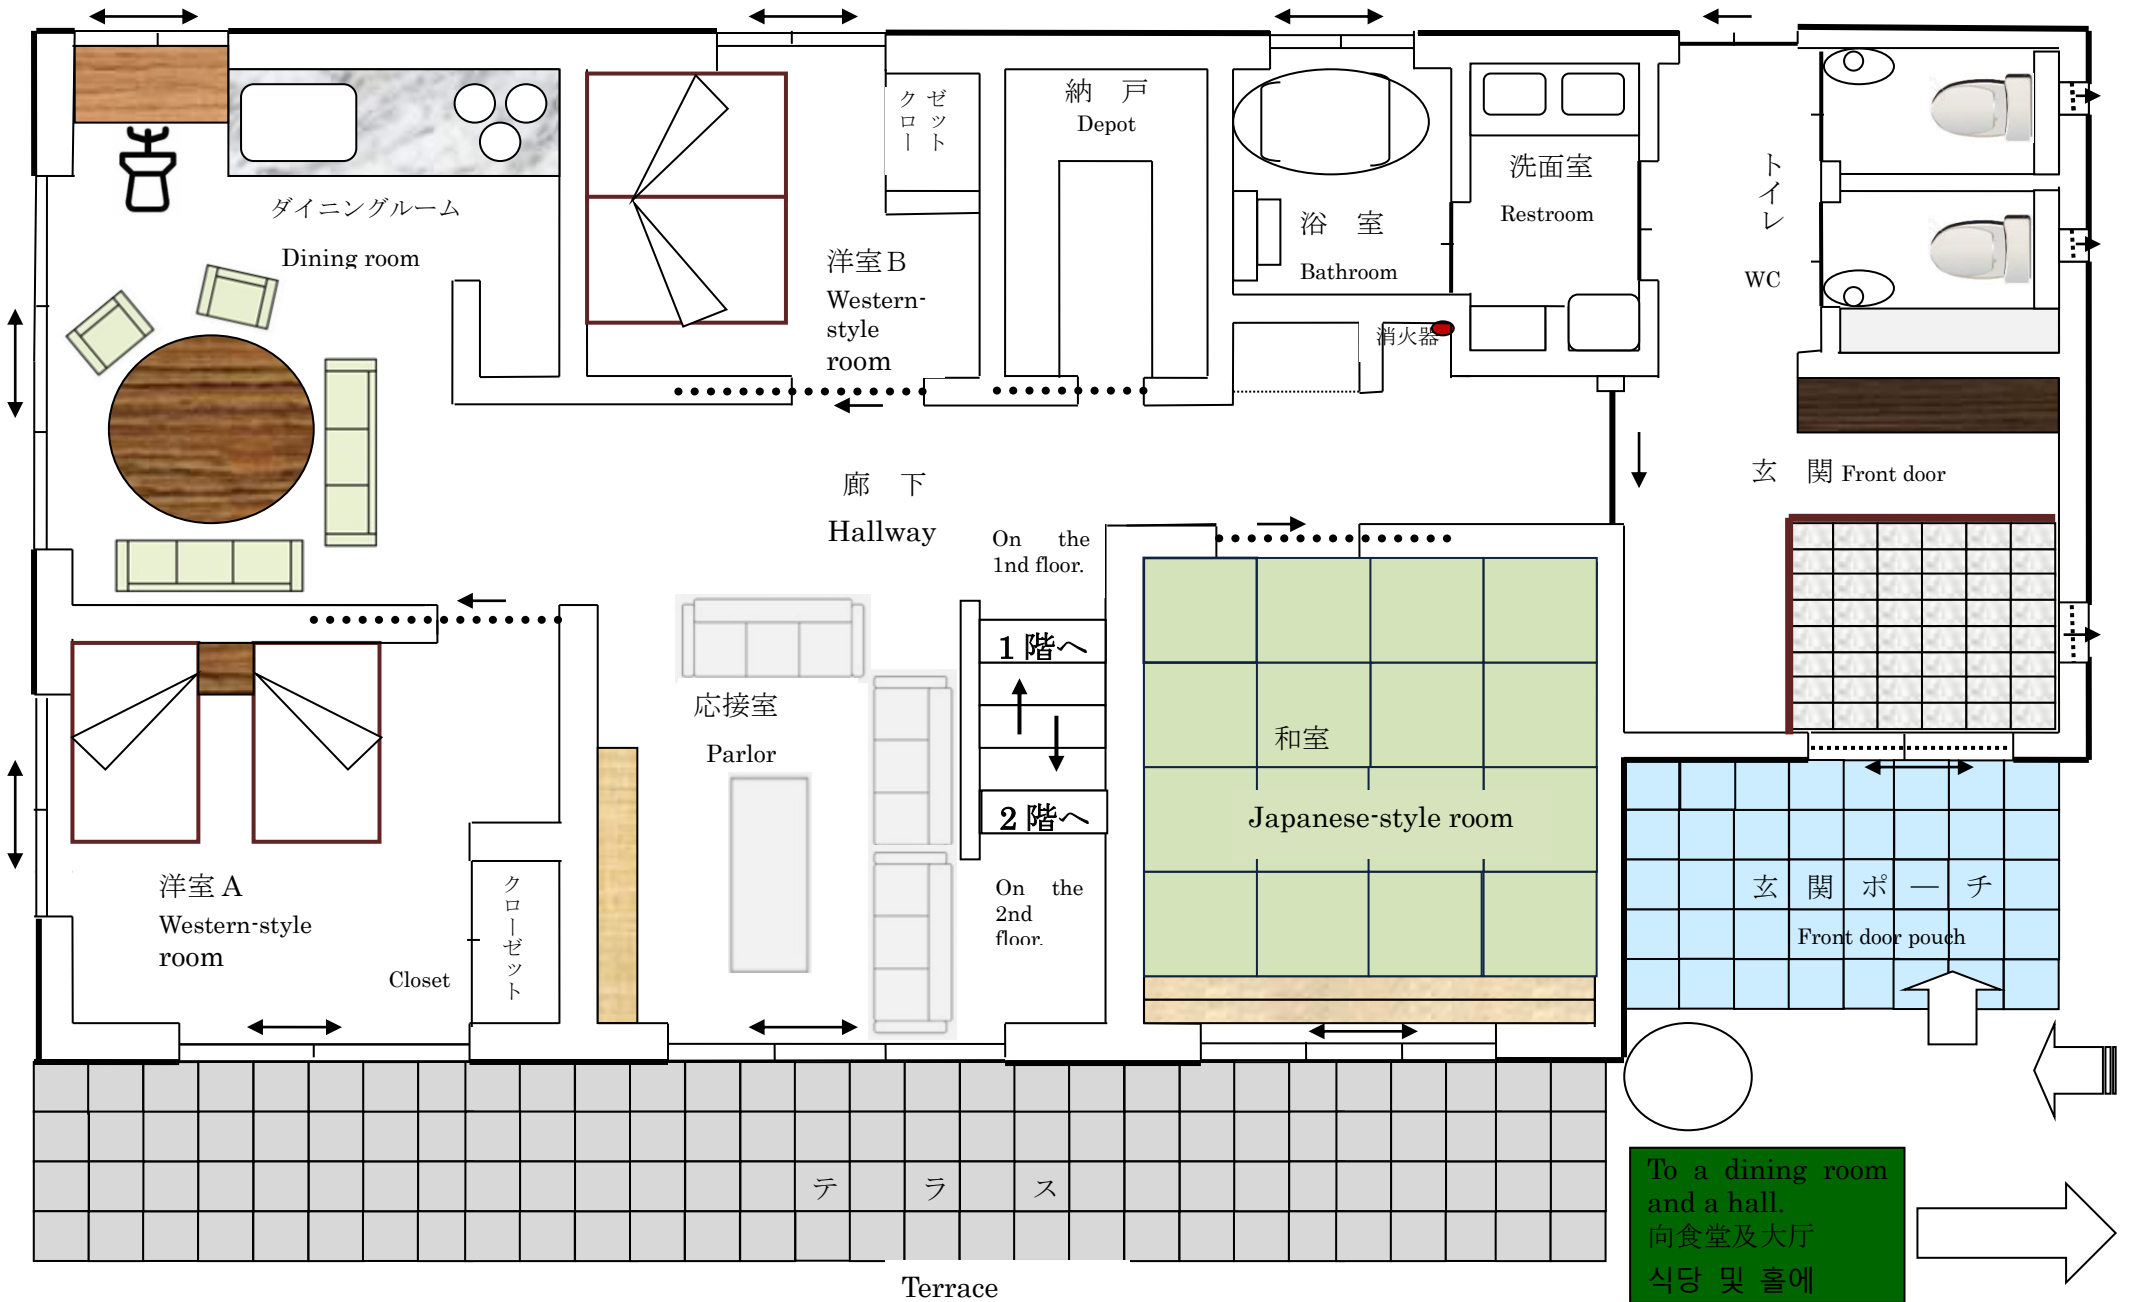 ダイニングルーム
Dining room
洋室B
Western-
style
room
クロー
ゼット
納 戸
Depot
浴 室
Bathroom
洗面室
Restroom
消火器
トイレ
WC
玄 関 Front door
廊 下
Hallway
On the
1nd floor.
1階へ
2階へ
On the
2nd
floor.
応接室
Parlor
和室
Japanese-style room
洋室A
Western-style
room
クローゼット
Closet
玄 関 ポ ー チ
Front door pouch
テ ラ ス
Terrace
To a dining room
and a hall.
向食堂及大厅
식당 및 홀에